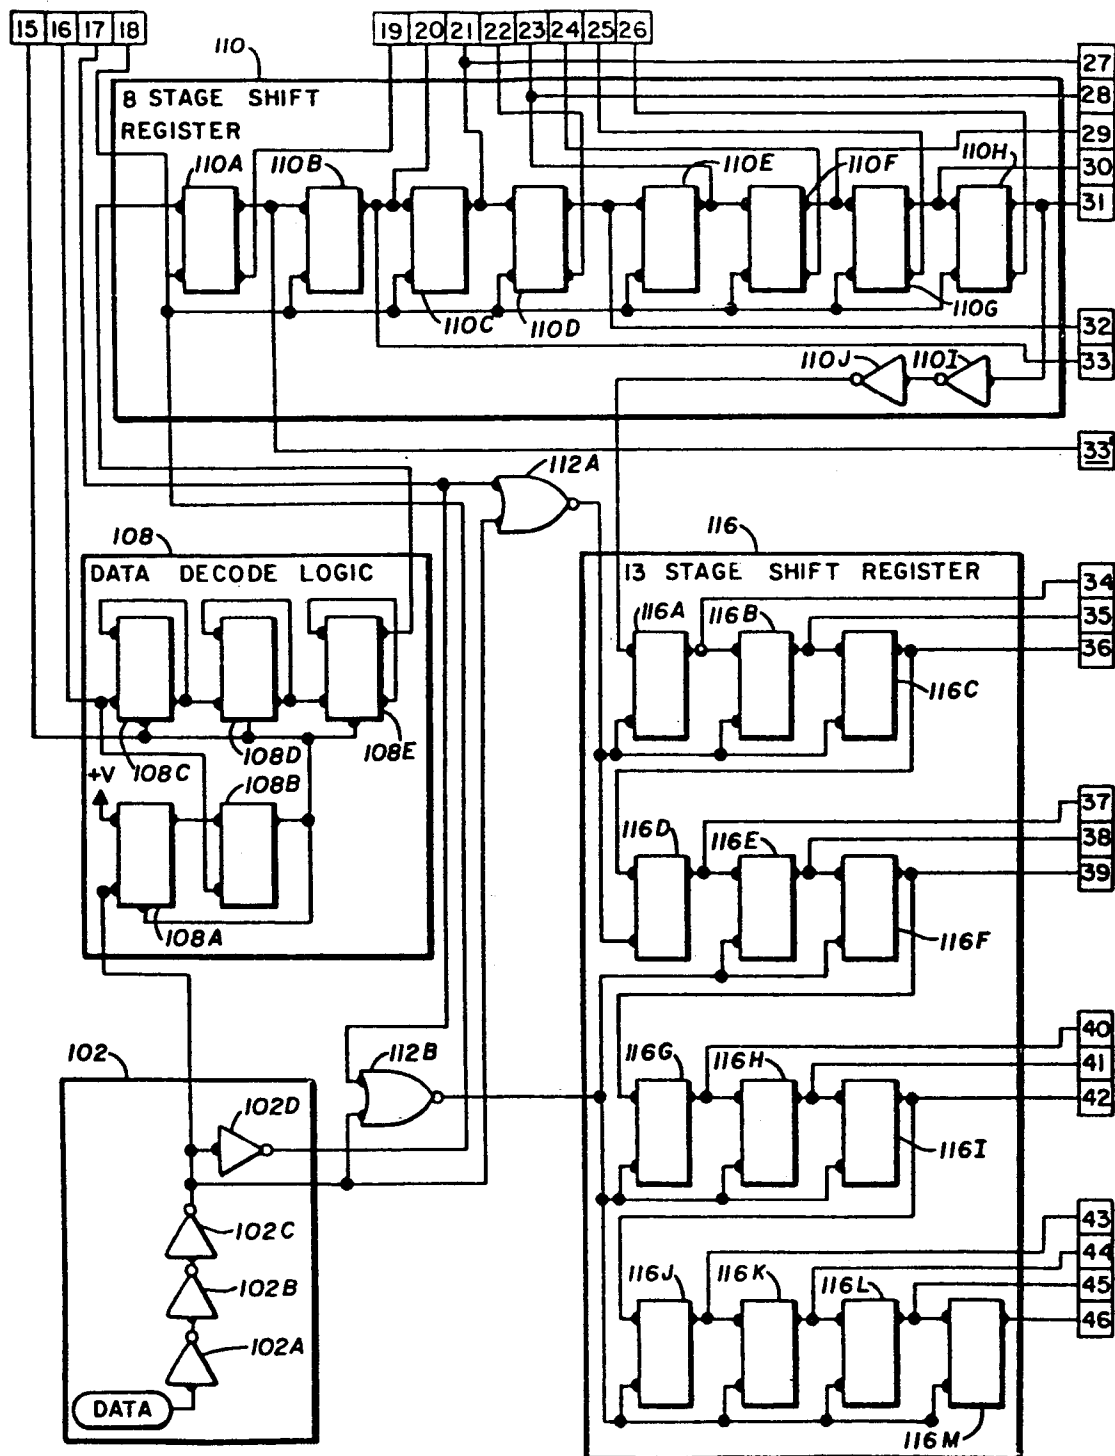 15 16 17 18
19 20 21 22 23 24 25 26
110
27
28
29
30
31
8 STAGE SHIFT
REGISTER
110A
110B
110E
110F
110H
110C
110D
110G
32
33
110J
110I
33'
112A
108
DATA DECODE LOGIC
116
13 STAGE SHIFT REGISTER
34
35
36
116A
116B
116C
108C
108D
108E
+V
108B
108A
37
38
39
116D
116E
116F
102
112B
102D
40
41
42
116G
116H
116I
102C
102B
102A
DATA
43
44
45
46
116J
116K
116L
116M